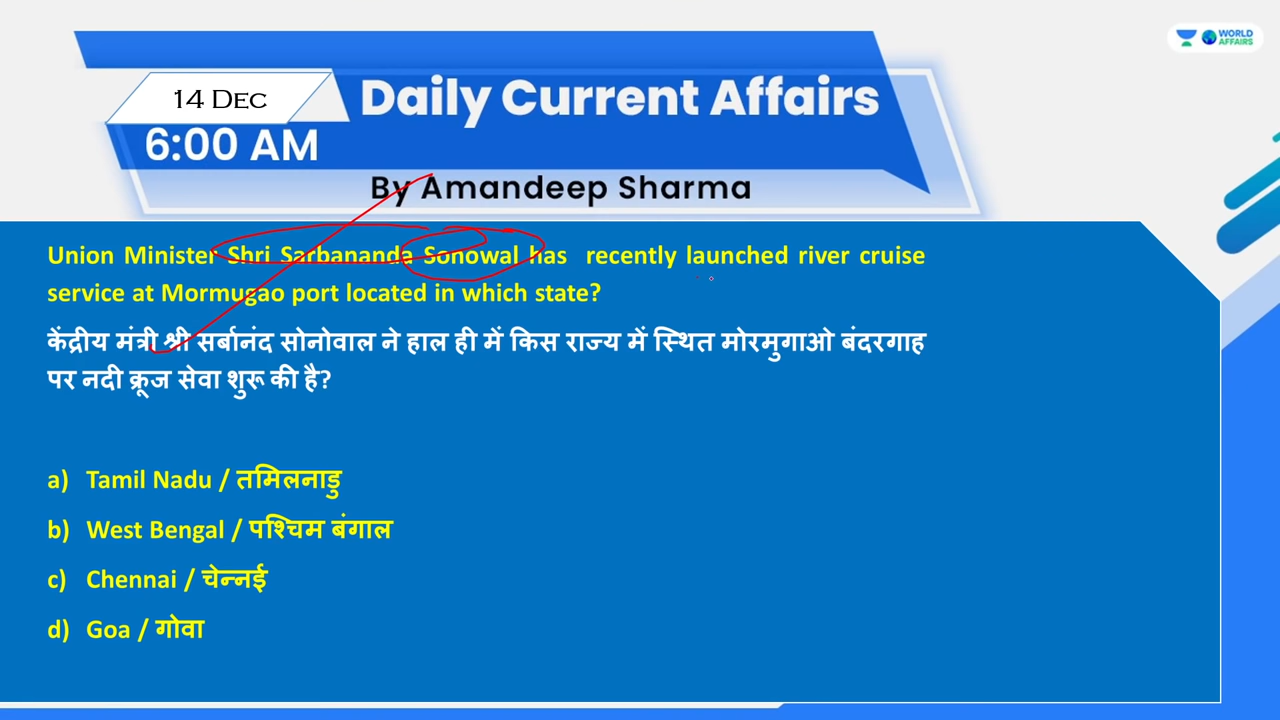 WORLD
AFFAIRS
14 Dec
Daily Current Affairs
6:00 AM
By Amandeep Sharma
Union Minister Shri Sarbananda Sonowal has recently launched river cruise
service at Mormugao port located in which state?
केंद्रीय मंत्री श्री सर्बानंद सोनोवाल ने हाल ही में किस राज्य में स्थित मोरमुगाओ बंदरगाह
पर नदी क्रूज सेवा शुरू की है?
a) Tamil Nadu / तमिलनाडु
b) West Bengal / पश्चिम बंगाल
c) Chennai / चेन्नई
d) Goa / गोवा